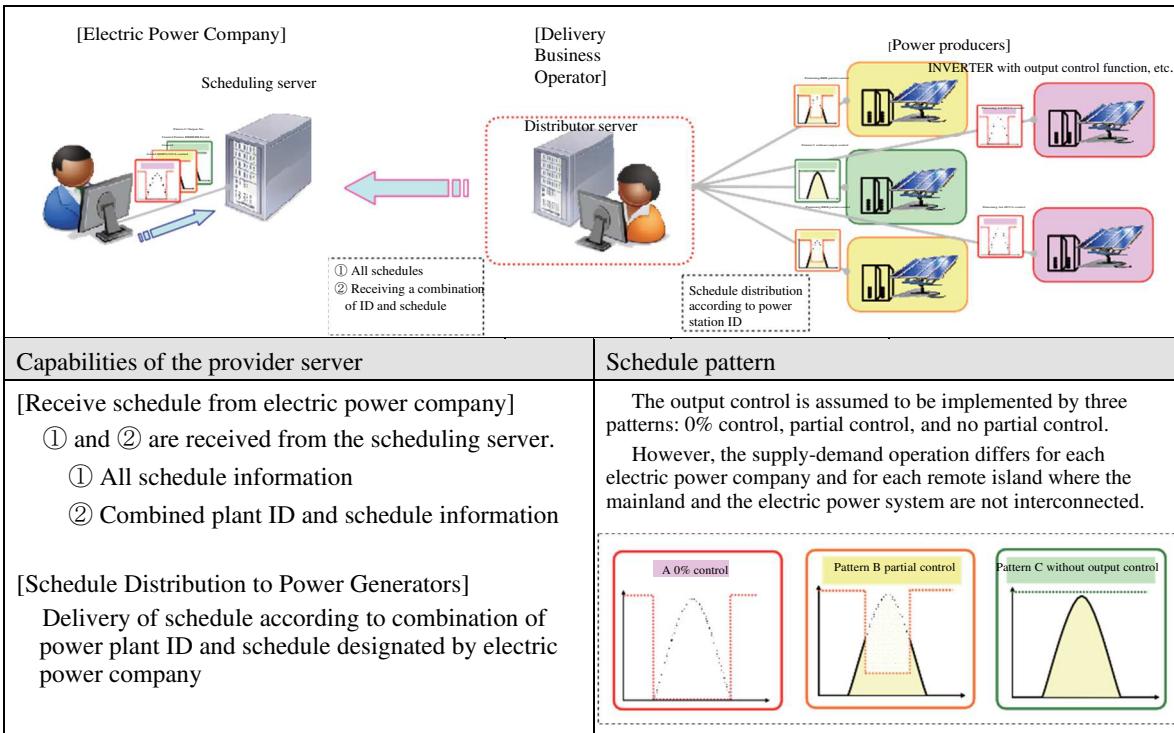 [Electric Power Company]
[Delivery
Business
Operator]
[Power producers]
INVERTER with output control function, etc.
Scheduling server
Distributor server
① All schedules
② Receiving a combination
of ID and schedule
Schedule distribution
according to power
station ID
Capabilities of the provider server
[Receive schedule from electric power company]
① and ② are received from the scheduling server.
① All schedule information
② Combined plant ID and schedule information
[Schedule Distribution to Power Generators]
Delivery of schedule according to combination of
power plant ID and schedule designated by electric
power company
Schedule pattern
The output control is assumed to be implemented by three
patterns: 0% control, partial control, and no partial control.
However, the supply-demand operation differs for each
electric power company and for each remote island where the
mainland and the electric power system are not interconnected.
A 0% control
Pattern B partial control
Pattern C without output control